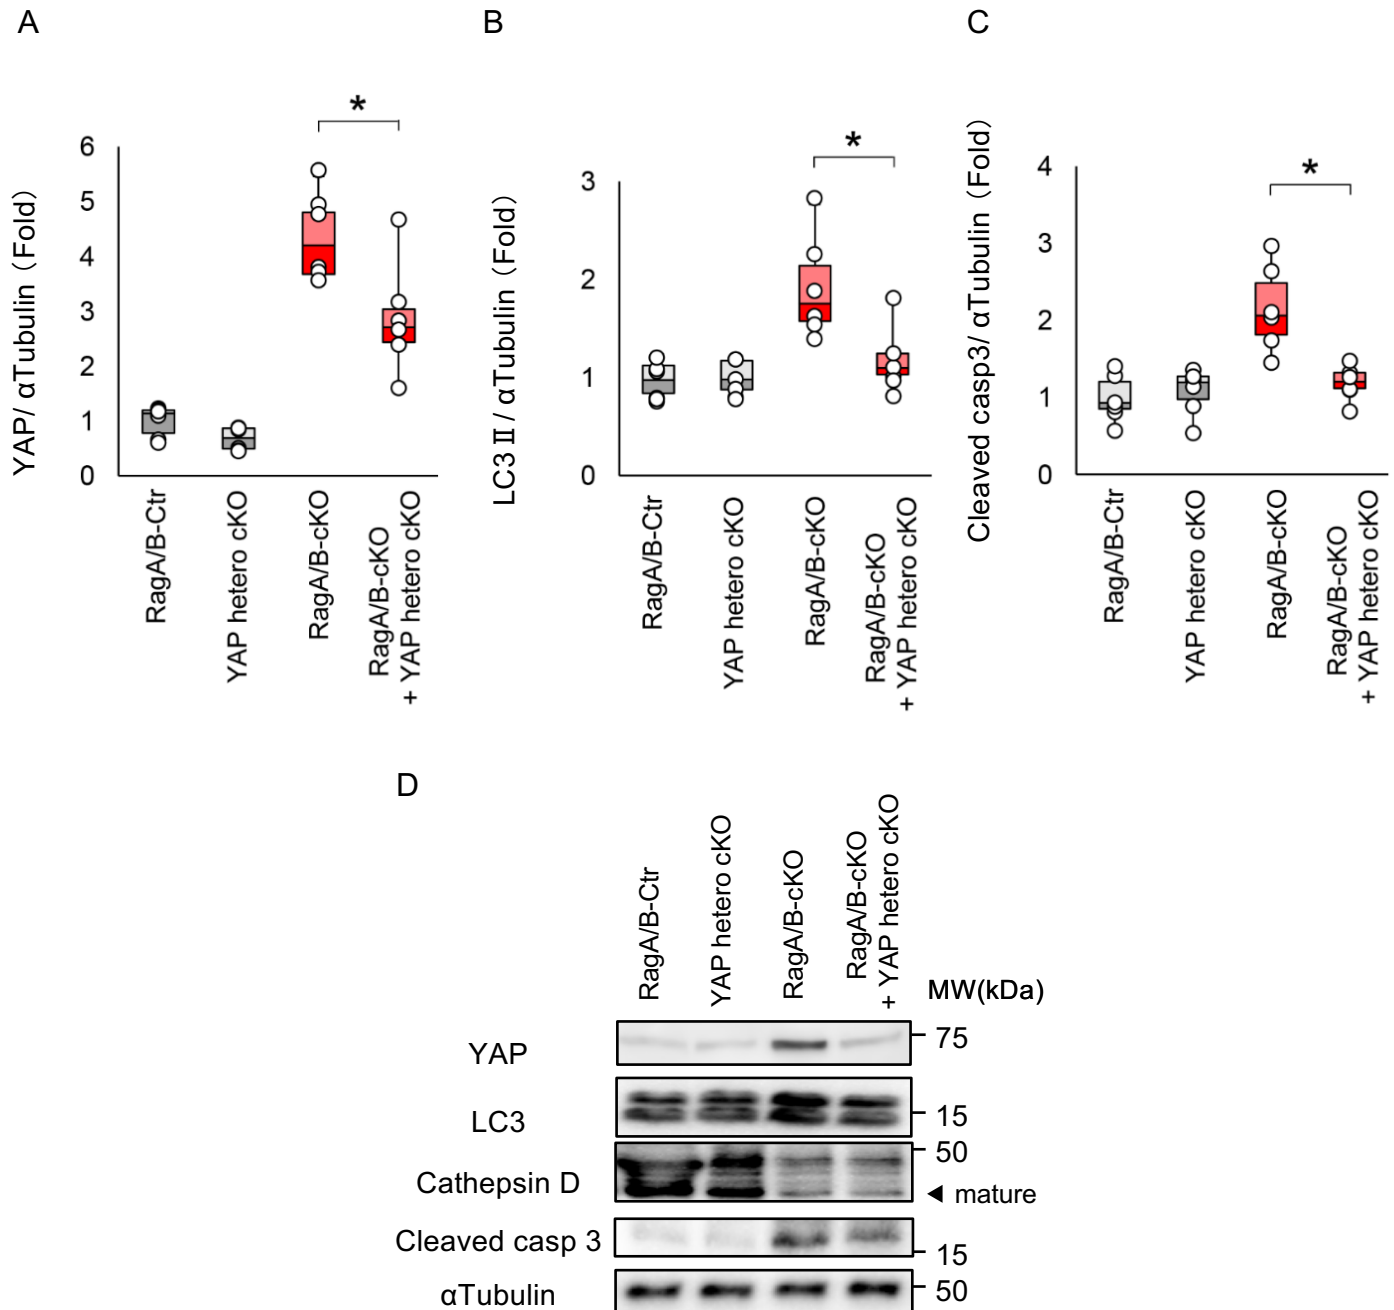 A
B
C
*
*
*
YAP/ αTubulin (Fold)
6
5
4
3
2
1
0
RagA/B-Ctr
YAP hetero cKO
RagA/B-cKO
RagA/B-cKO
+ YAP hetero cKO
LC3 Ⅱ/ αTubulin (Fold)
3
2
1
0
RagA/B-Ctr
YAP hetero cKO
RagA/B-cKO
RagA/B-cKO
+ YAP hetero cKO
Cleaved casp3/ αTubulin (Fold)
4
3
2
1
0
RagA/B-Ctr
YAP hetero cKO
RagA/B-cKO
RagA/B-cKO
+ YAP hetero cKO
D
RagA/B-Ctr
YAP hetero cKO
RagA/B-cKO
RagA/B-cKO
+ YAP hetero cKO
MW(kDa)
YAP
75
LC3
15
50
Cathepsin D
◀ mature
Cleaved casp 3
15
αTubulin
50